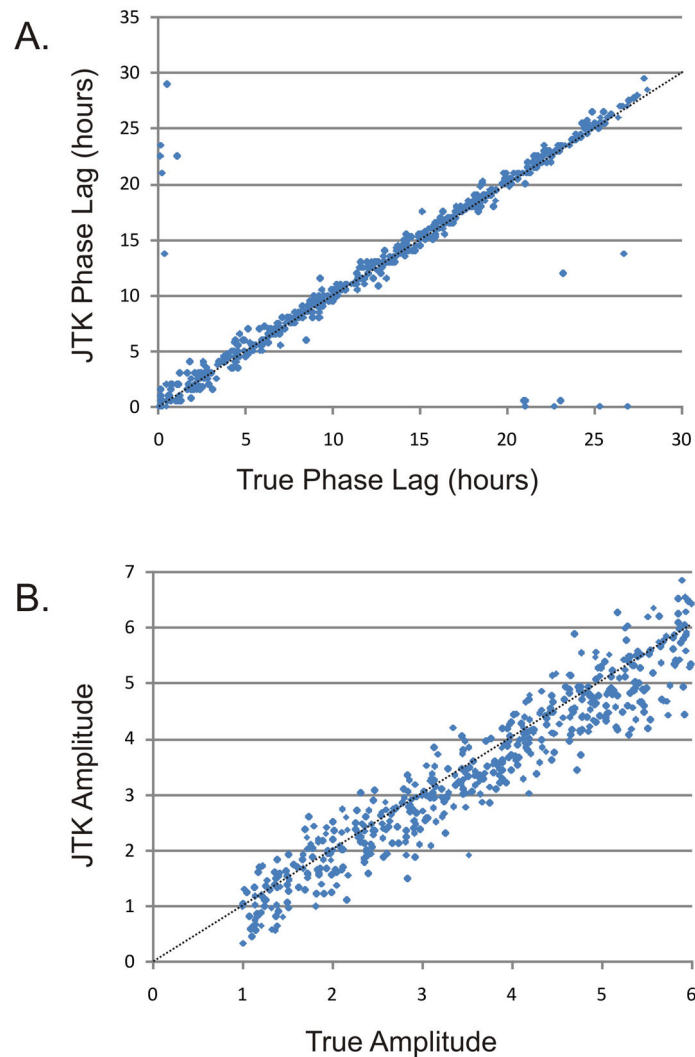 A.
JTK Phase Lag (hours)
35
30
25
20
15
10
5
0
0 5 10 15 20 25 30
True Phase Lag (hours)
B.
JTK Amplitude
7
6
5
4
3
2
1
0
0 1 2 3 4 5 6
True Amplitude